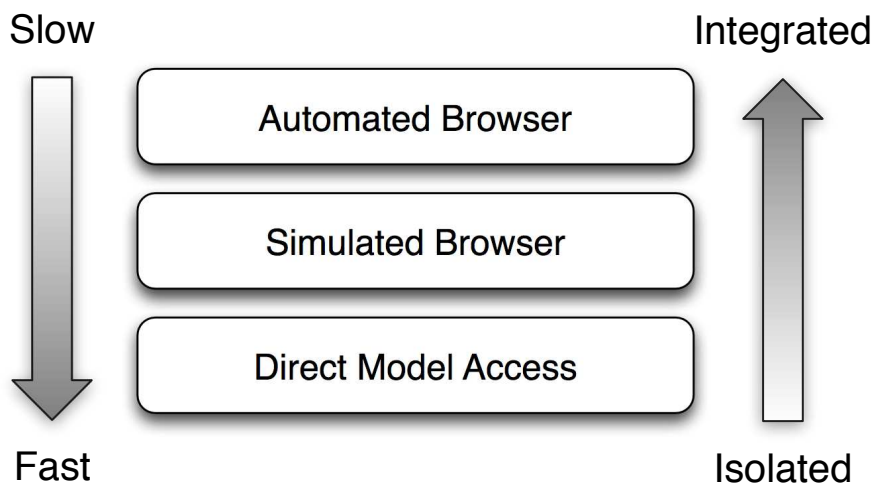 Slow
Integrated
Automated Browser
Simulated Browser
Direct Model Access
Fast
Isolated